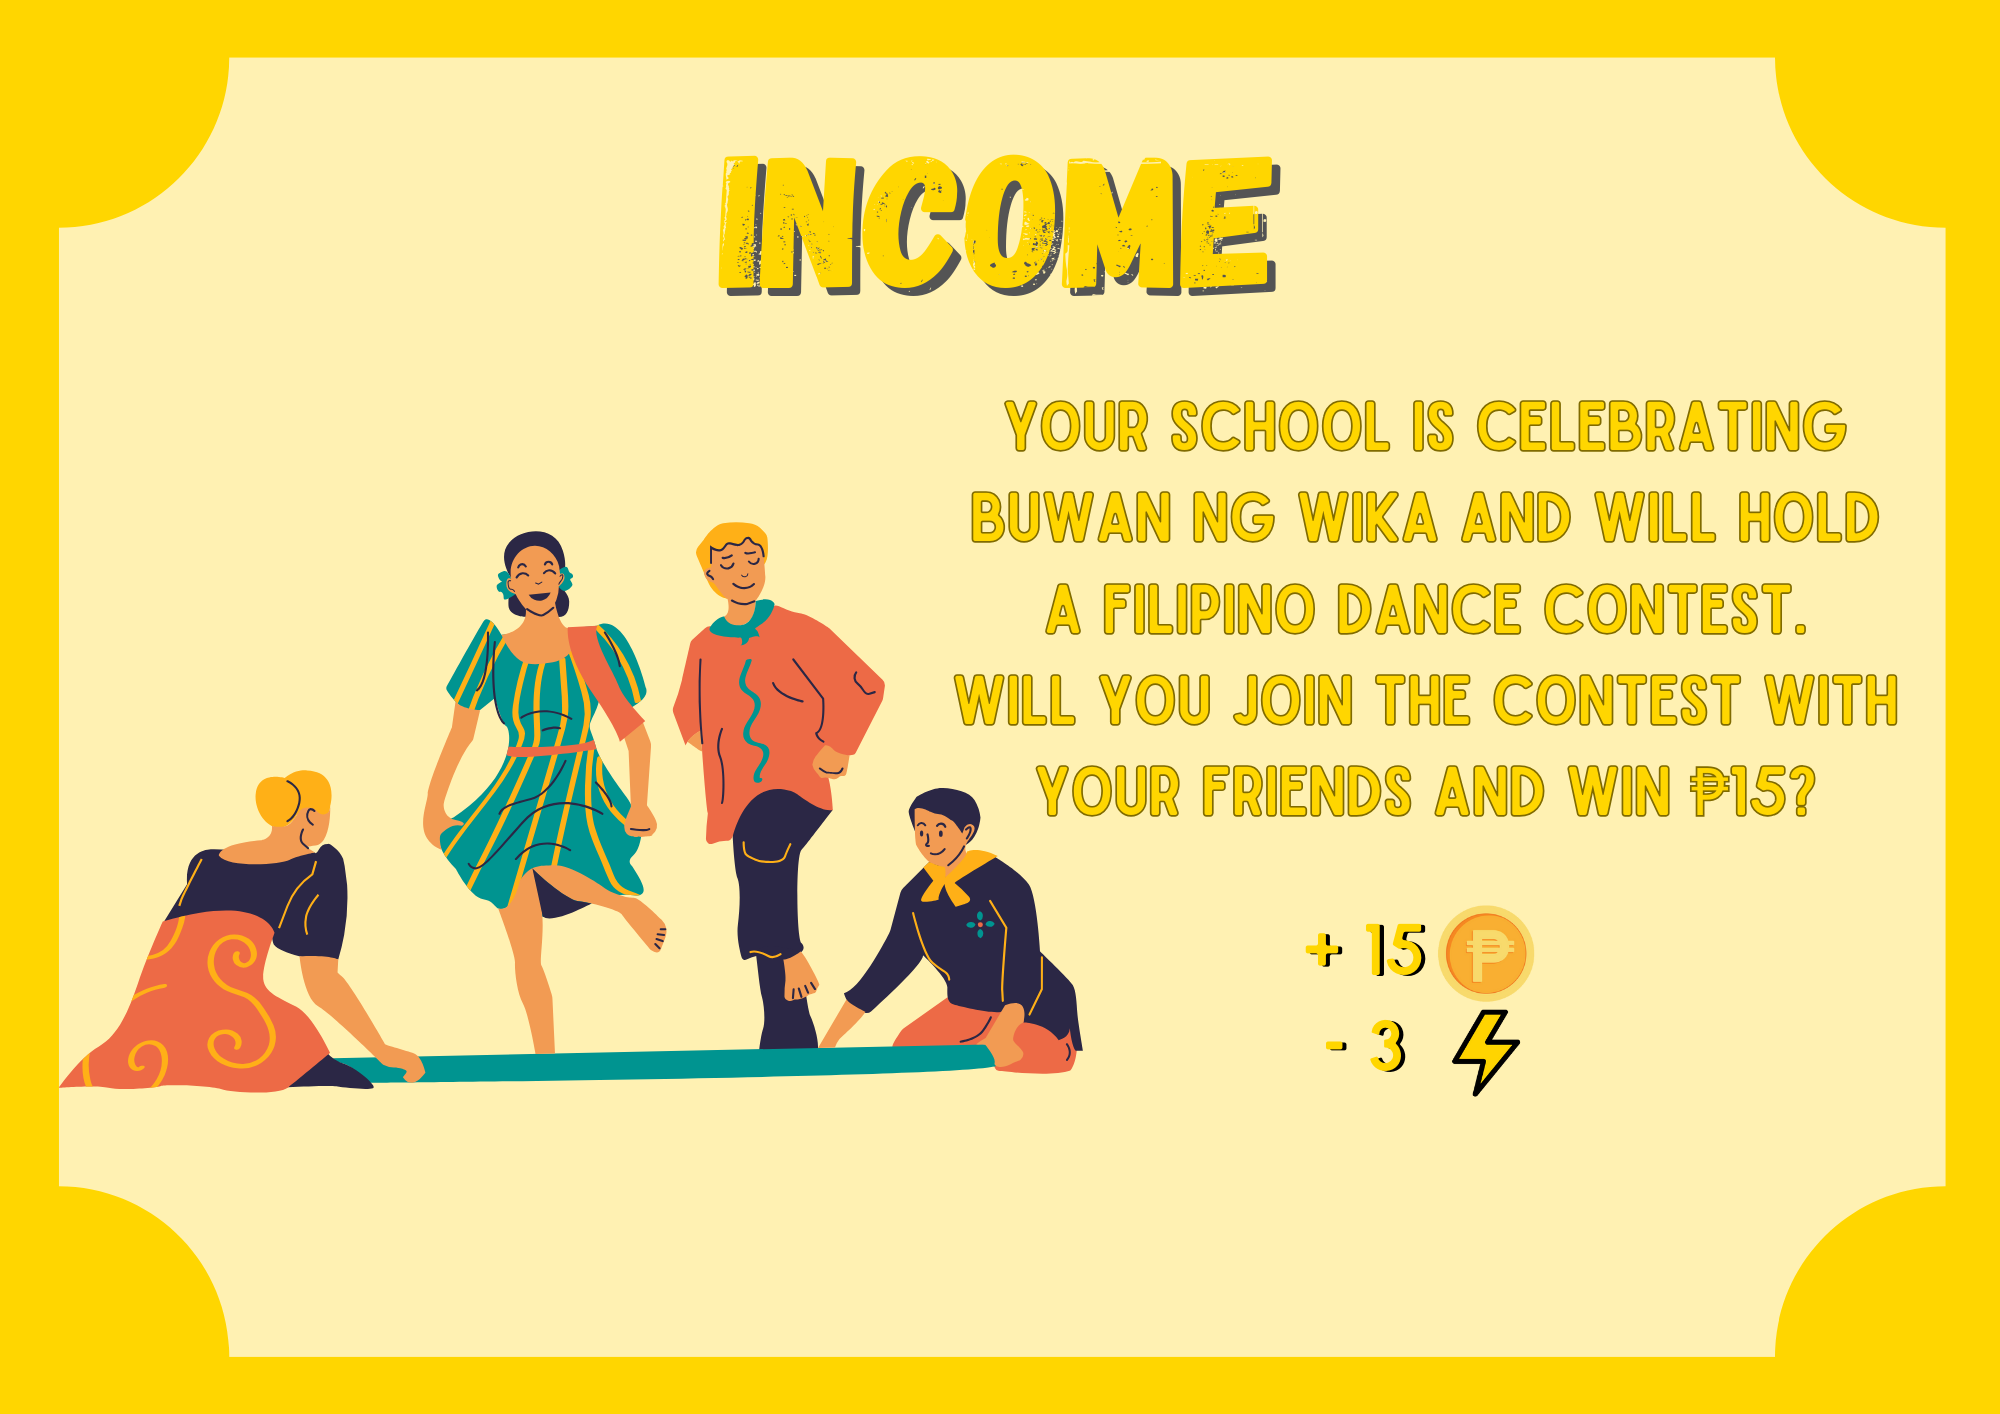 INCOME
YOUR SCHOOL IS CELEBRATING
BUWAN NG WIKA AND WILL HOLD
A FILIPINO DANCE CONTEST.
WILL YOU JOIN THE CONTEST WITH
YOUR FRIENDS AND WIN ₱15?
+ 15 ₱
- 3